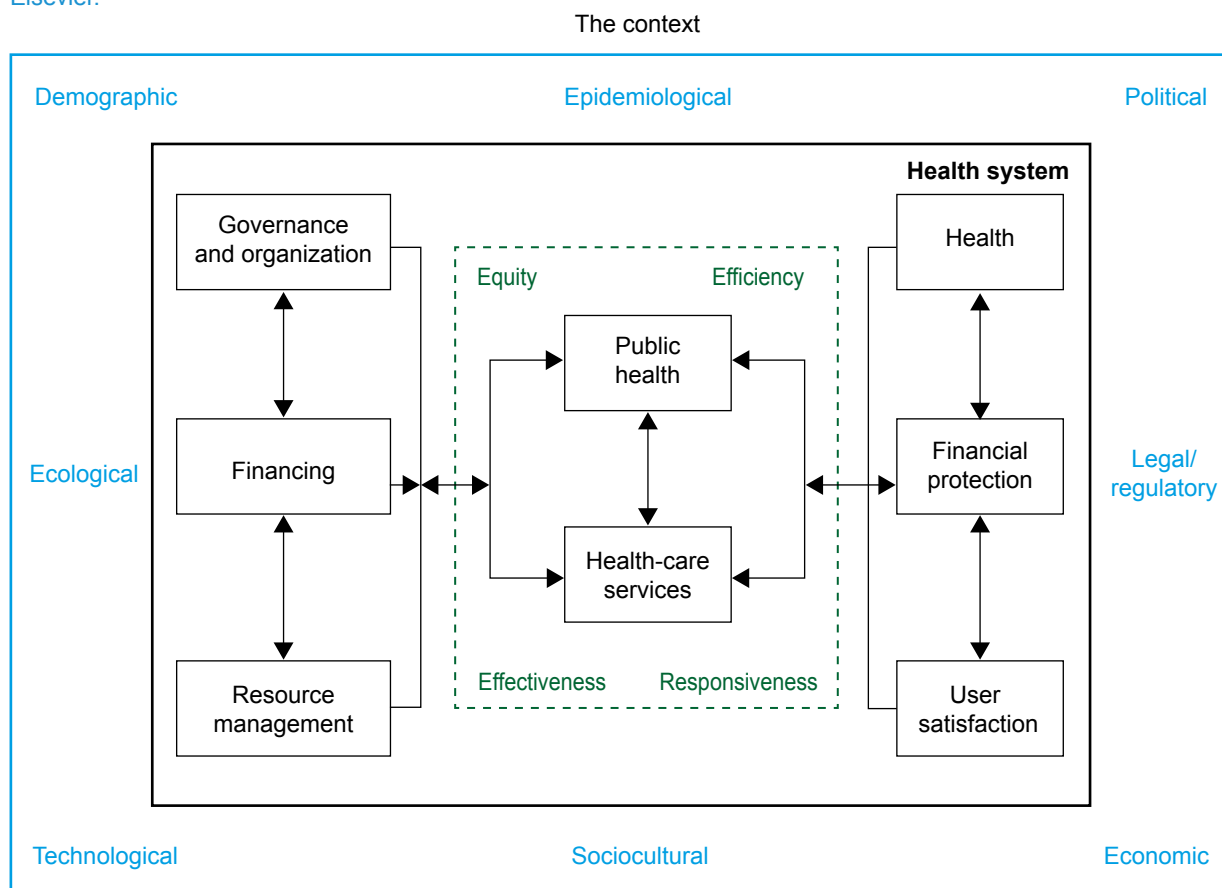 Elsevier.
The context
Demographic
Epidemiological
Political
Health system
Governance
and organization
Health
Equity
Efficiency
Public
health
Ecological
Financing
Financial
protection
Legal/
regulatory
Health-care
services
Effectiveness
Responsiveness
Resource
management
User
satisfaction
Technological
Sociocultural
Economic